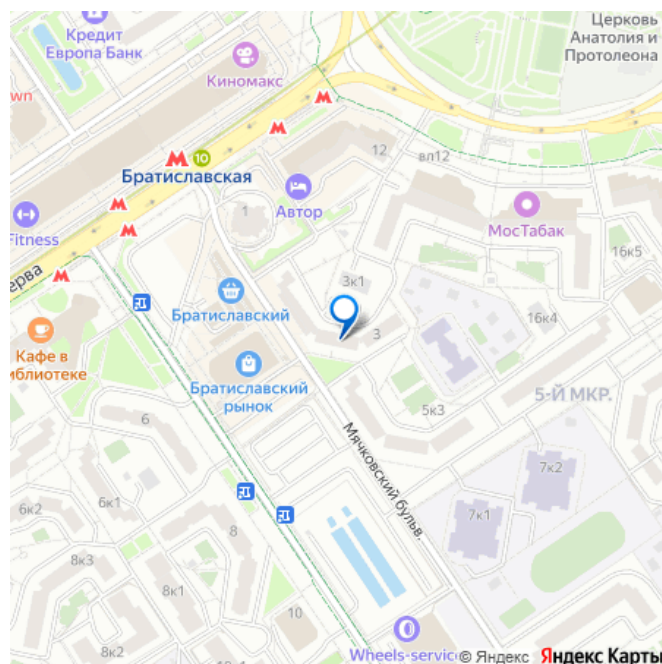 Церковь
Анатолия и
Протолеона
Кредит
Европа Банк
Киномакс
wn
10
Братиславская
12
вл12
Автор
1
МосТабак
Fitness
16к5
ерва
3к1
Братиславский
16к4
3
Кафе в
иблиотеке
Братиславский
рынок
5-Й МКР.
5к3
6
Мячковский бульв.
7к2
6к1
6к2
7к1
8
8к3
8к1
10
8к2
Wheels-servic
© Яндекс Яндекс Карты